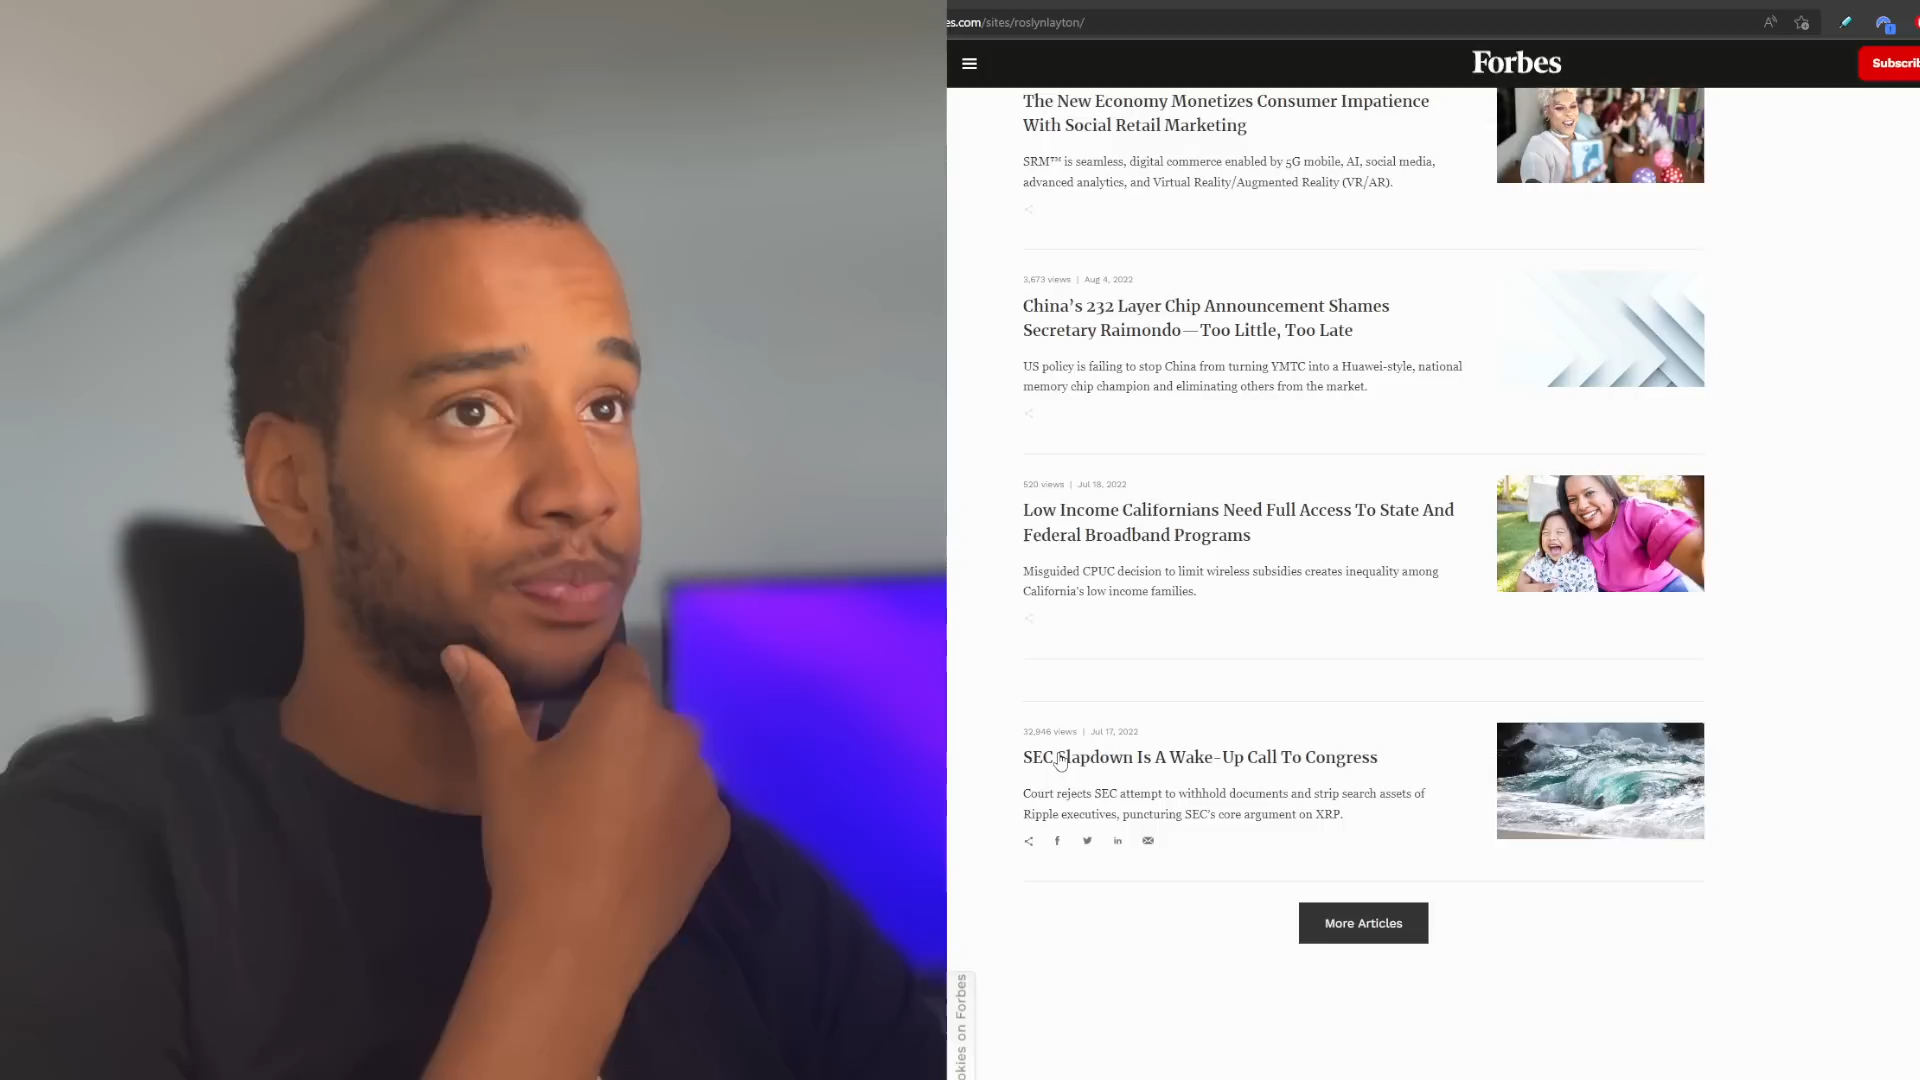 es.com/sites/roslynlayton/
Forbes
Subscrib
The New Economy Monetizes Consumer Impatience
With Social Retail Marketing
SRM™ is seamless, digital commerce enabled by 5G mobile, AI, social media,
advanced analytics, and Virtual Reality/Augmented Reality (VR/AR).
3,673 views | Aug 4, 2022
China's 232 Layer Chip Announcement Shames
Secretary Raimondo—Too Little, Too Late
US policy is failing to stop China from turning YMTC into a Huawei-style, national
memory chip champion and eliminating others from the market.
520 views | Jul 18, 2022
Low Income Californians Need Full Access To State And
Federal Broadband Programs
Misguided CPUC decision to limit wireless subsidies creates inequality among
California's low income families.
32,946 views | Jul 17, 2022
SEC Slapdown Is A Wake-Up Call To Congress
Court rejects SEC attempt to withhold documents and strip search assets of
Ripple executives, puncturing SEC's core argument on XRP.
More Articles
okies on Forbes